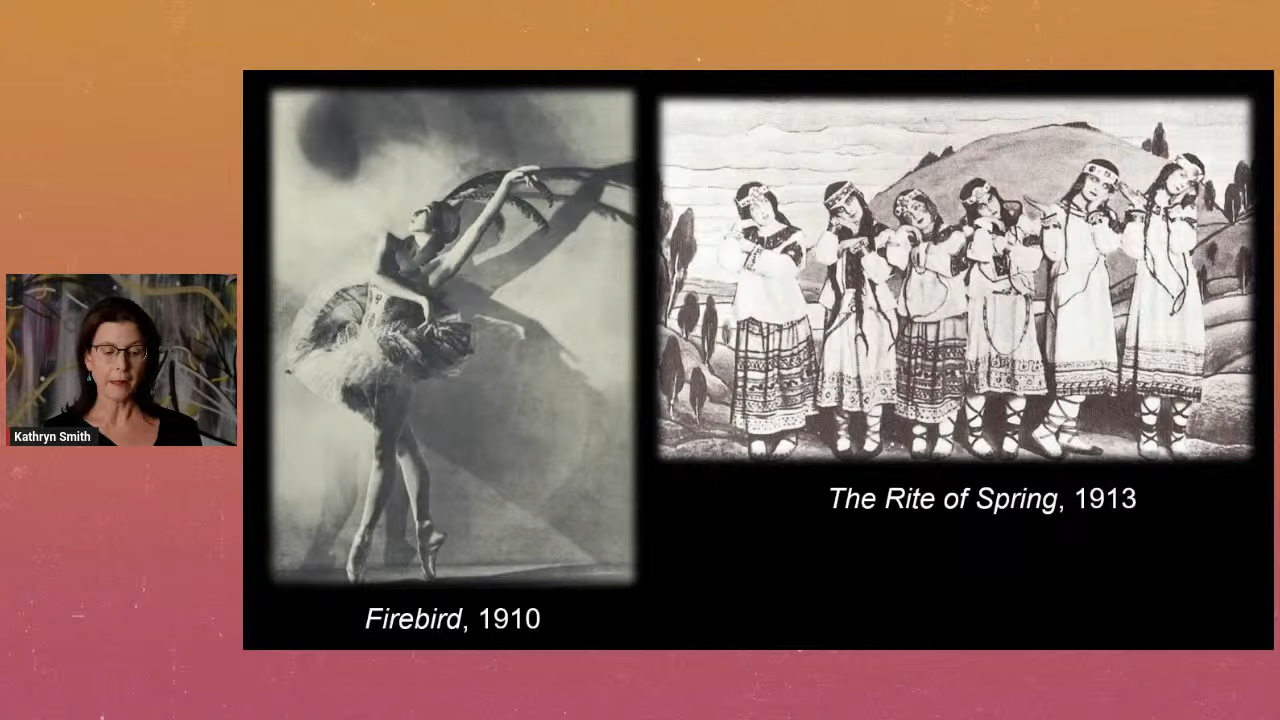 Kathryn Smith
The Rite of Spring, 1913
Firebird, 1910